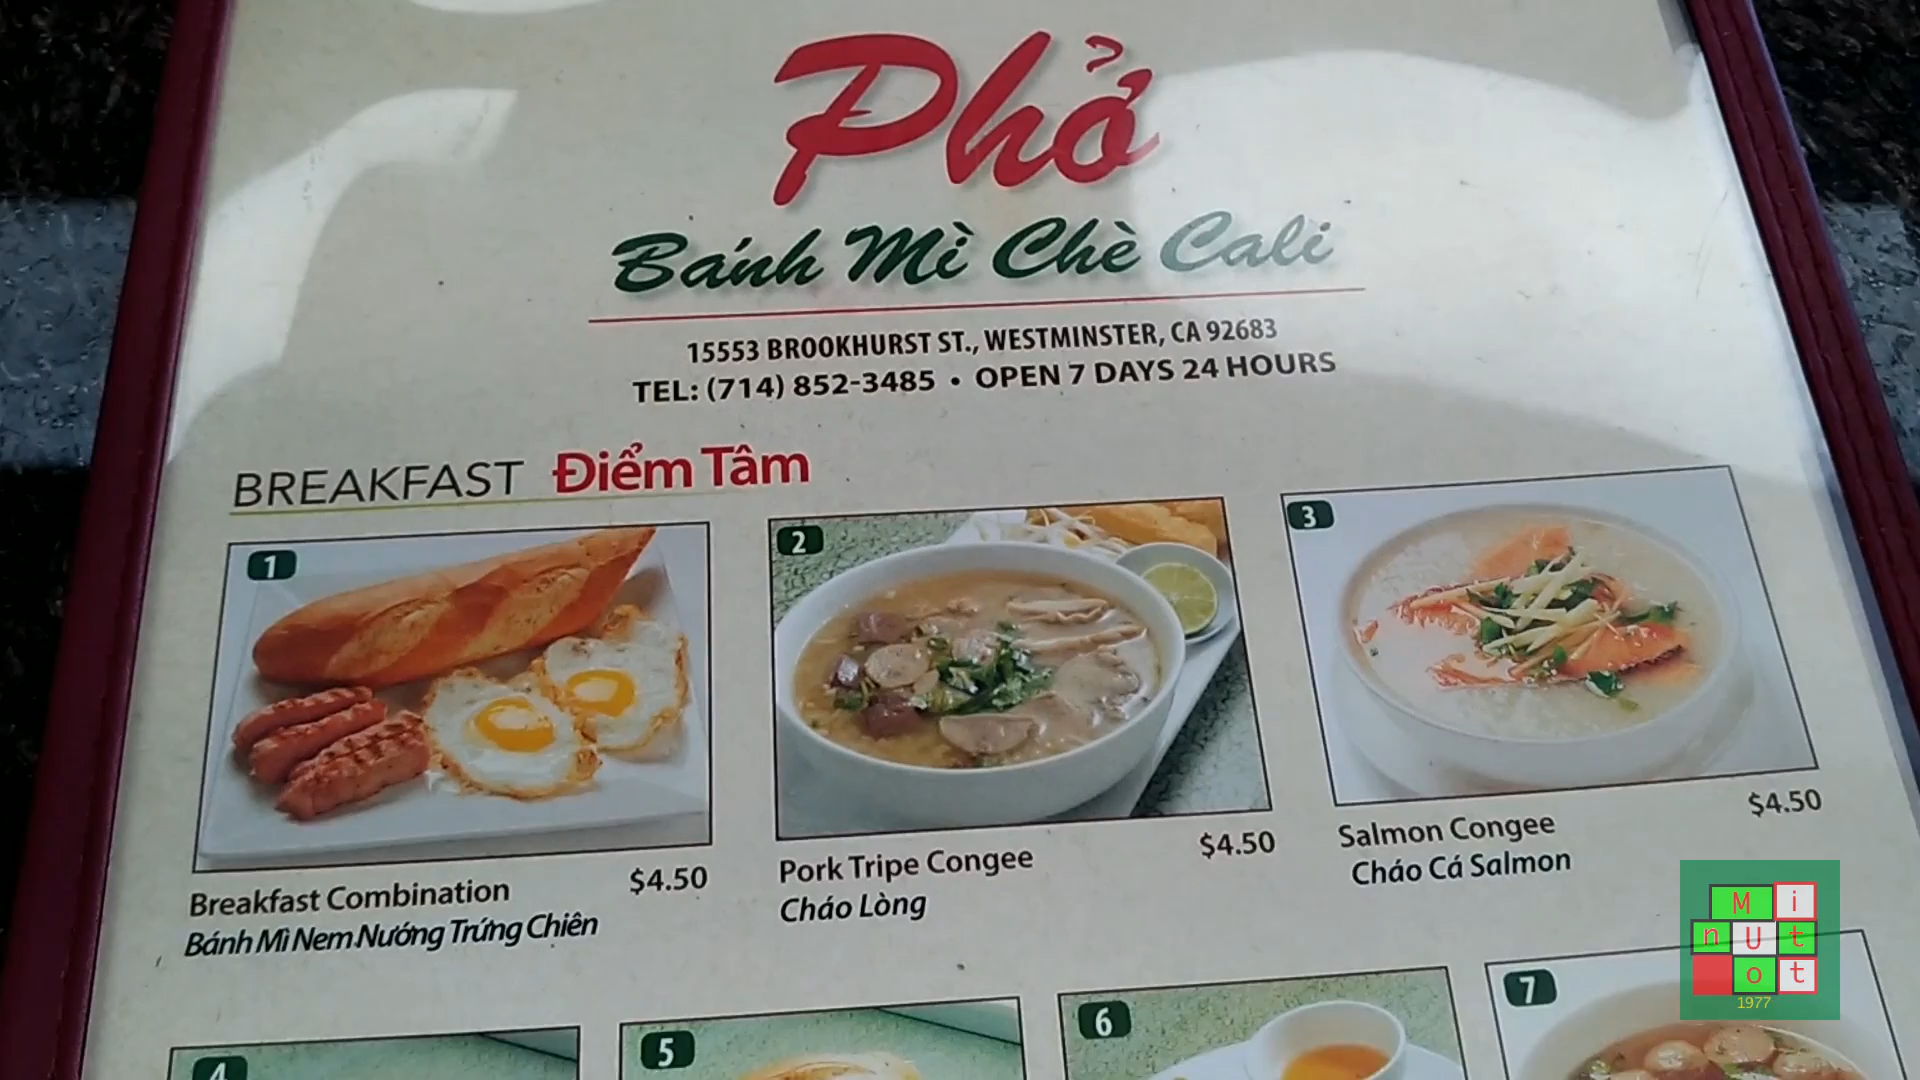 Phở
Bánh Mì Chè Cali
15553 BROOKHURST ST., WESTMINSTER, CA 92683
TEL: (714) 852-3485 • OPEN 7 DAYS 24 HOURS
BREAKFAST Điểm Tâm
1
2
3
Breakfast Combination $4.50
Bánh Mì Nem Nướng Trứng Chiên
Pork Tripe Congee $4.50
Cháo Lòng
Salmon Congee $4.50
Cháo Cá Salmon
4
5
6
7
M i
n U t
o t
1977